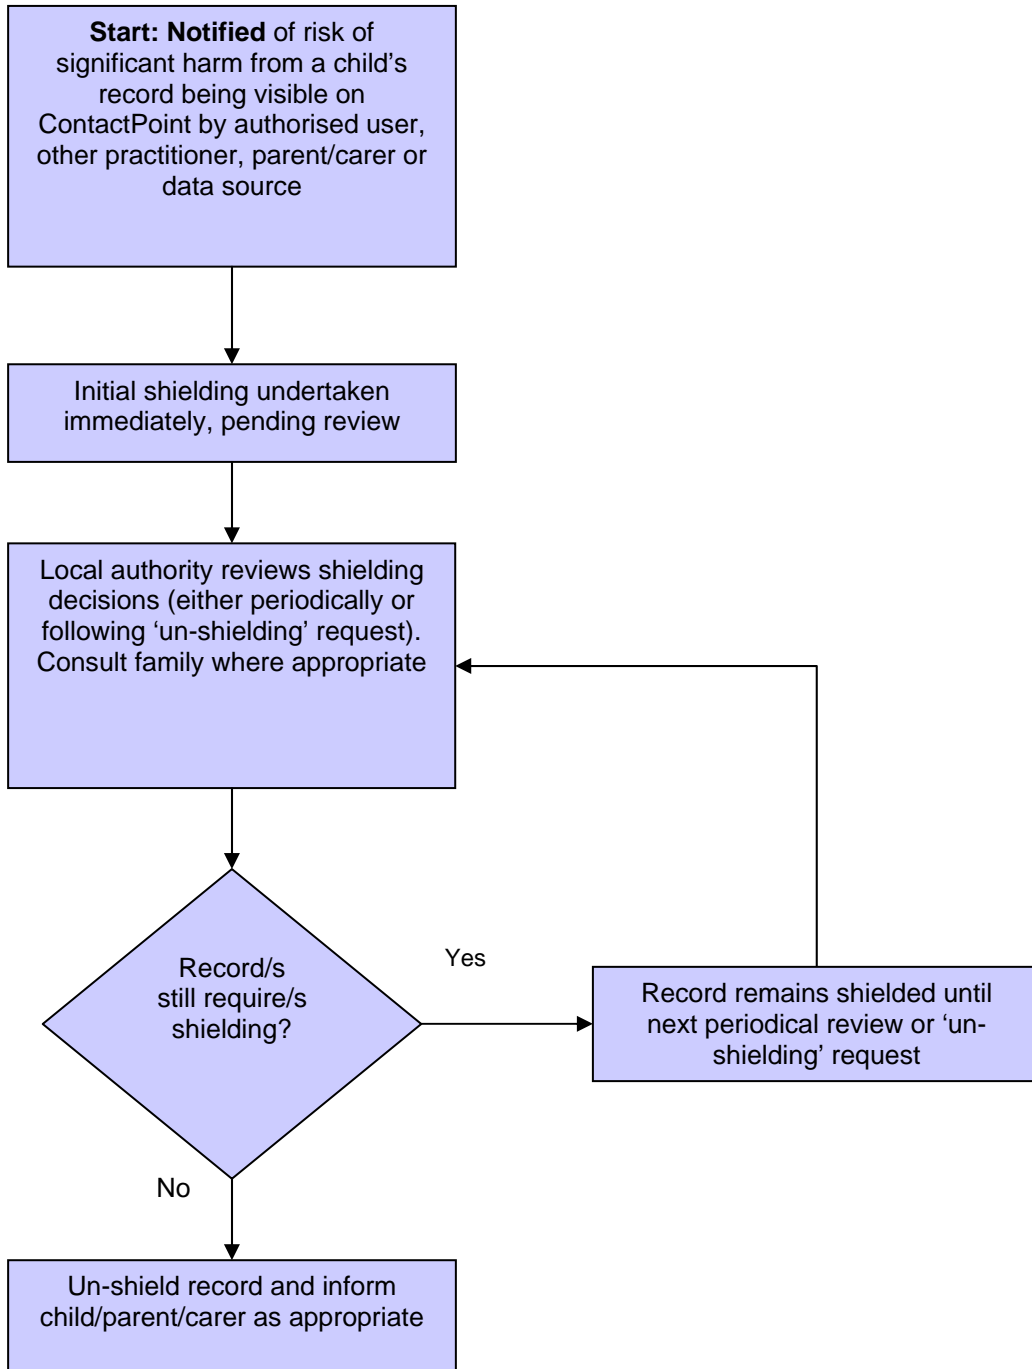 Start: Notified of risk of
significant harm from a child’s
record being visible on
ContactPoint by authorised user,
other practitioner, parent/carer or
data source
Initial shielding undertaken
immediately, pending review
Local authority reviews shielding
decisions (either periodically or
following ‘un-shielding’ request).
Consult family where appropriate
Record/s
still require/s
shielding?
Yes
Record remains shielded until
next periodical review or ‘un-
shielding’ request
No
Un-shield record and inform
child/parent/carer as appropriate